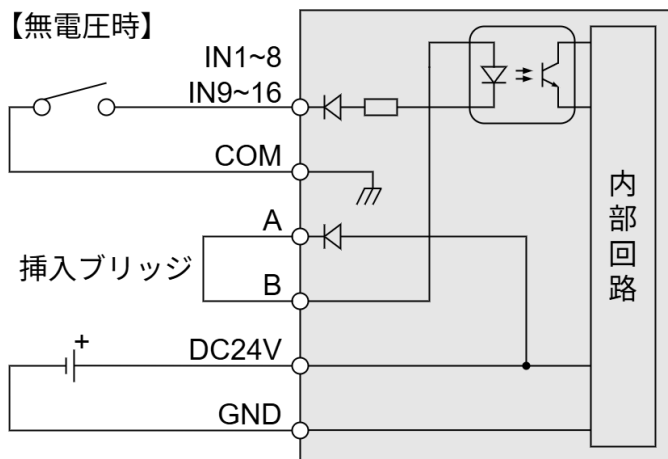 【無電圧時】
IN1~8
IN9~16
COM
A
挿入ブリッジ
B
+
DC24V
GND
内部回路